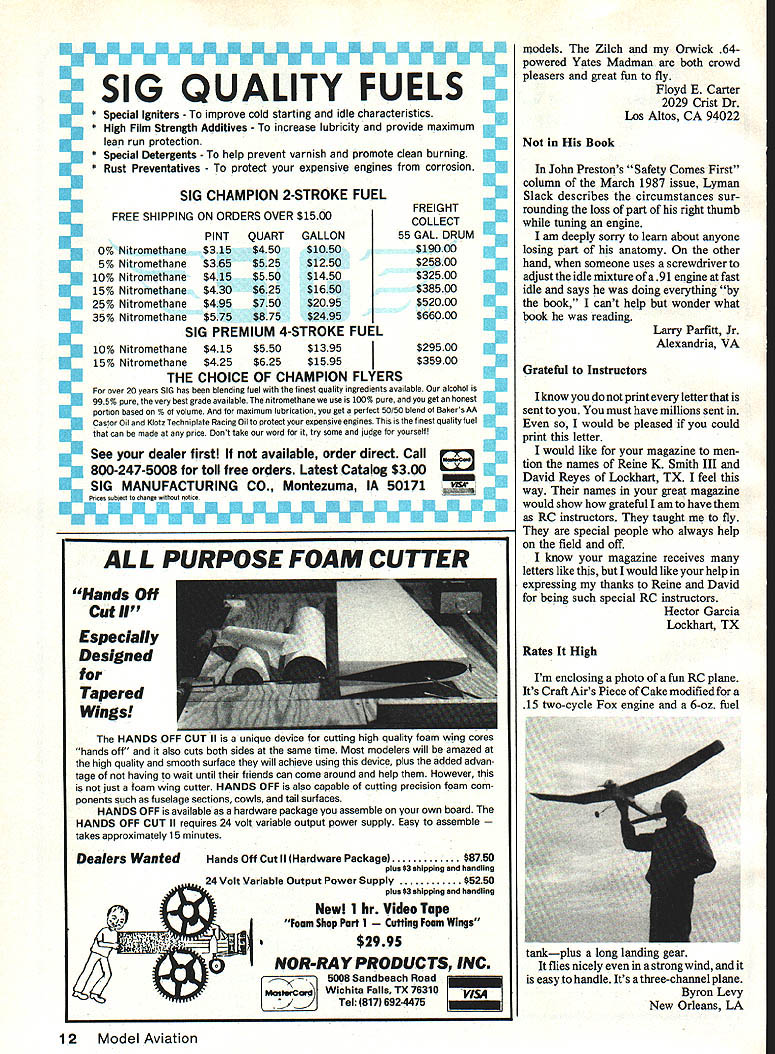 SIG QUALITY FUELS
* Special Igniters - To improve cold starting and idle characteristics.
* High Film Strength Additives - To increase lubricity and provide maximum
lean run protection.
* Special Detergents - To help prevent varnish and promote clean burning.
* Rust Preventatives - To protect your expensive engines from corrosion.
SIG CHAMPION 2-STROKE FUEL
FREE SHIPPING ON ORDERS OVER $15.00
FREIGHT
COLLECT
PINT QUART GALLON 55 GAL. DRUM
0% Nitromethane $3.15 $4.50 $10.50 $190.00
5% Nitromethane $3.65 $5.25 $12.50 $258.00
10% Nitromethane $4.15 $5.50 $14.50 $325.00
15% Nitromethane $4.30 $6.25 $16.50 $385.00
25% Nitromethane $4.95 $7.50 $20.95 $520.00
35% Nitromethane $5.75 $8.75 $24.95 $660.00
SIG PREMIUM 4-STROKE FUEL
10% Nitromethane $4.15 $5.50 $13.95 $295.00
15% Nitromethane $4.25 $6.25 $15.95 $359.00
THE CHOICE OF CHAMPION FLYERS
For over 20 years SIG has been blending fuel with the finest quality ingredients available. Our alcohol is
99.5% pure, the very best grade available. The nitromethane we use is 100% pure, and you get an honest
portion based on % of volume. And for maximum lubrication, you get a perfect 50/50 blend of Baker's AA
Castor Oil and Klotz Techniplate Racing Oil to protect your expensive engines. This is the finest quality fuel
that can be made at any price. Don't take our word for it, try some and judge for yourself!
See your dealer first! If not available, order direct. Call
800-247-5008 for toll free orders. Latest Catalog $3.00
SIG MANUFACTURING CO., Montezuma, IA 50171
Prices subject to change without notice.
MasterCard
VISA
ALL PURPOSE FOAM CUTTER
"Hands Off
Cut II"
Especially
Designed
for
Tapered
Wings!
The HANDS OFF CUT II is a unique device for cutting high quality foam wing cores
"hands off" and it also cuts both sides at the same time. Most modelers will be amazed at
the high quality and smooth surface they will achieve using this device, plus the added advan-
tage of not having to wait until their friends can come around and help them. However, this
is not just a foam wing cutter. HANDS OFF is also capable of cutting precision foam com-
ponents such as fuselage sections, cowls, and tail surfaces.
HANDS OFF is available as a hardware package you assemble on your own board. The
HANDS OFF CUT II requires 24 volt variable output power supply. Easy to assemble —
takes approximately 15 minutes.
Dealers Wanted
Hands Off Cut II (Hardware Package) . . . . . . . . . . . . $87.50
plus $3 shipping and handling
24 Volt Variable Output Power Supply . . . . . . . . . . . $52.50
plus $3 shipping and handling
New! 1 hr. Video Tape
"Foam Shop Part 1 — Cutting Foam Wings"
$29.95
NOR-RAY PRODUCTS, INC.
MasterCard
5008 Sandbeach Road
Wichita Falls, TX 76310
Tel: (817) 692-4475
VISA
models. The Zilch and my Orwick .64-
powered Yates Madman are both crowd
pleasers and great fun to fly.
Floyd E. Carter
2029 Crist Dr.
Los Altos, CA 94022
Not in His Book
In John Preston's "Safety Comes First"
column of the March 1987 issue, Lyman
Slack describes the circumstances sur-
rounding the loss of part of his right thumb
while tuning an engine.
I am deeply sorry to learn about anyone
losing part of his anatomy. On the other
hand, when someone uses a screwdriver to
adjust the idle mixture of a .91 engine at fast
idle and says he was doing everything "by
the book," I can't help but wonder what
book he was reading.
Larry Parfitt, Jr.
Alexandria, VA
Grateful to Instructors
I know you do not print every letter that is
sent to you. You must have millions sent in.
Even so, I would be pleased if you could
print this letter.
I would like for your magazine to men-
tion the names of Reine K. Smith III and
David Reyes of Lockhart, TX. I feel this
way. Their names in your great magazine
would show how grateful I am to have them
as RC instructors. They taught me to fly.
They are special people who always help
on the field and off.
I know your magazine receives many
letters like this, but I would like your help in
expressing my thanks to Reine and David
for being such special RC instructors.
Hector Garcia
Lockhart, TX
Rates It High
I'm enclosing a photo of a fun RC plane.
It's Craft Air's Piece of Cake modified for a
.15 two-cycle Fox engine and a 6-oz. fuel
tank—plus a long landing gear.
It flies nicely even in a strong wind, and it
is easy to handle. It's a three-channel plane.
Byron Levy
New Orleans, LA
12 Model Aviation